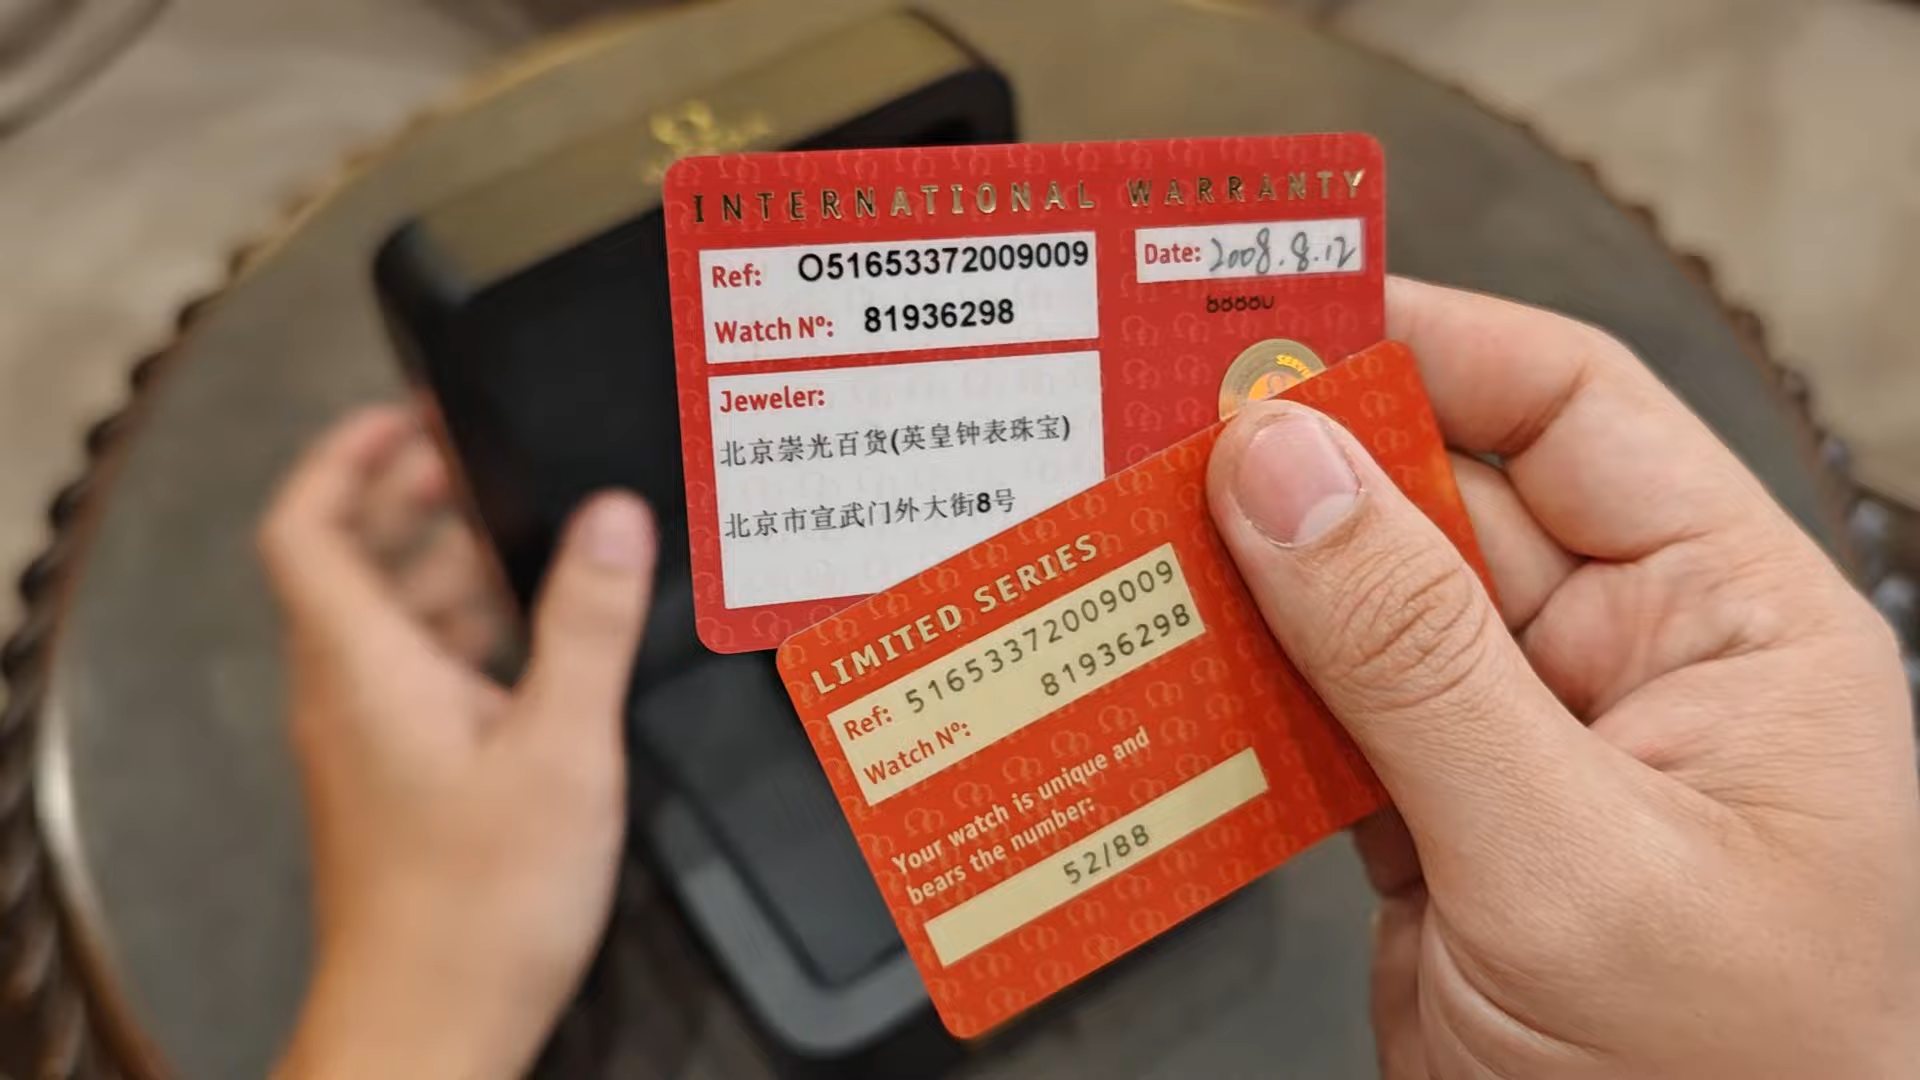 INTERNATIONAL WARRANTY
Ref: O51653372009009
Watch Nº: 81936298
Date: 2008.8.12
Jeweler:
北京崇光百货(英皇钟表珠宝)
北京市宣武门外大街8号
LIMITED SERIES
Ref: 51653372009009
Watch Nº: 81936298
Your watch is unique and
bears the number:
52/88